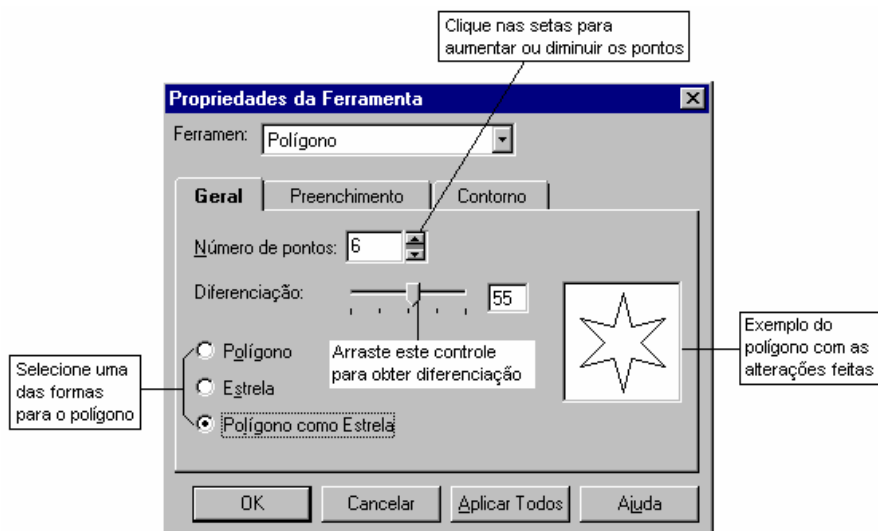 Clique nas setas para
aumentar ou diminuir os pontos
Propriedades da Ferramenta
Ferramen:
Polígono
Geral
Preenchimento
Contorno
Número de pontos:
6
Diferenciação:
55
Polígono
Estrela
Polígono como Estrela
Arraste este controle
para obter diferenciação
Selecione uma
das formas
para o polígono
Exemplo do
polígono com as
alterações feitas
OK
Cancelar
Aplicar Todos
Ajuda